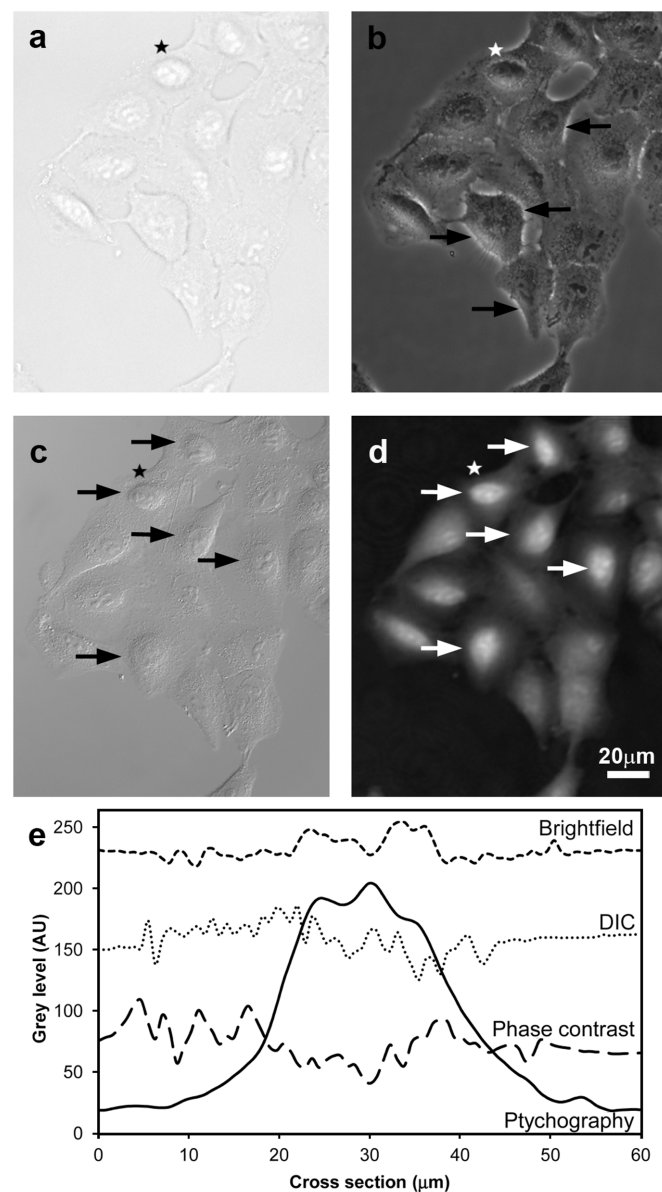 a
b
c
d
20μm
e
Grey level (AU)
250
200
150
100
50
0
Brightfield
DIC
Phase contrast
Ptychography
0 10 20 30 40 50 60
Cross section (μm)